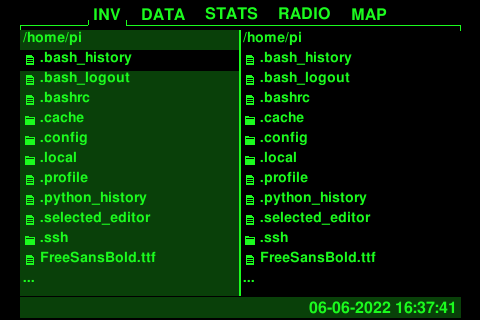 INV DATA STATS RADIO MAP
/home/pi
.bash_history
.bash_logout
.bashrc
.cache
.config
.local
.profile
.python_history
.selected_editor
.ssh
FreeSansBold.ttf
...
/home/pi
.bash_history
.bash_logout
.bashrc
.cache
.config
.local
.profile
.python_history
.selected_editor
.ssh
FreeSansBold.ttf
...
06-06-2022 16:37:41